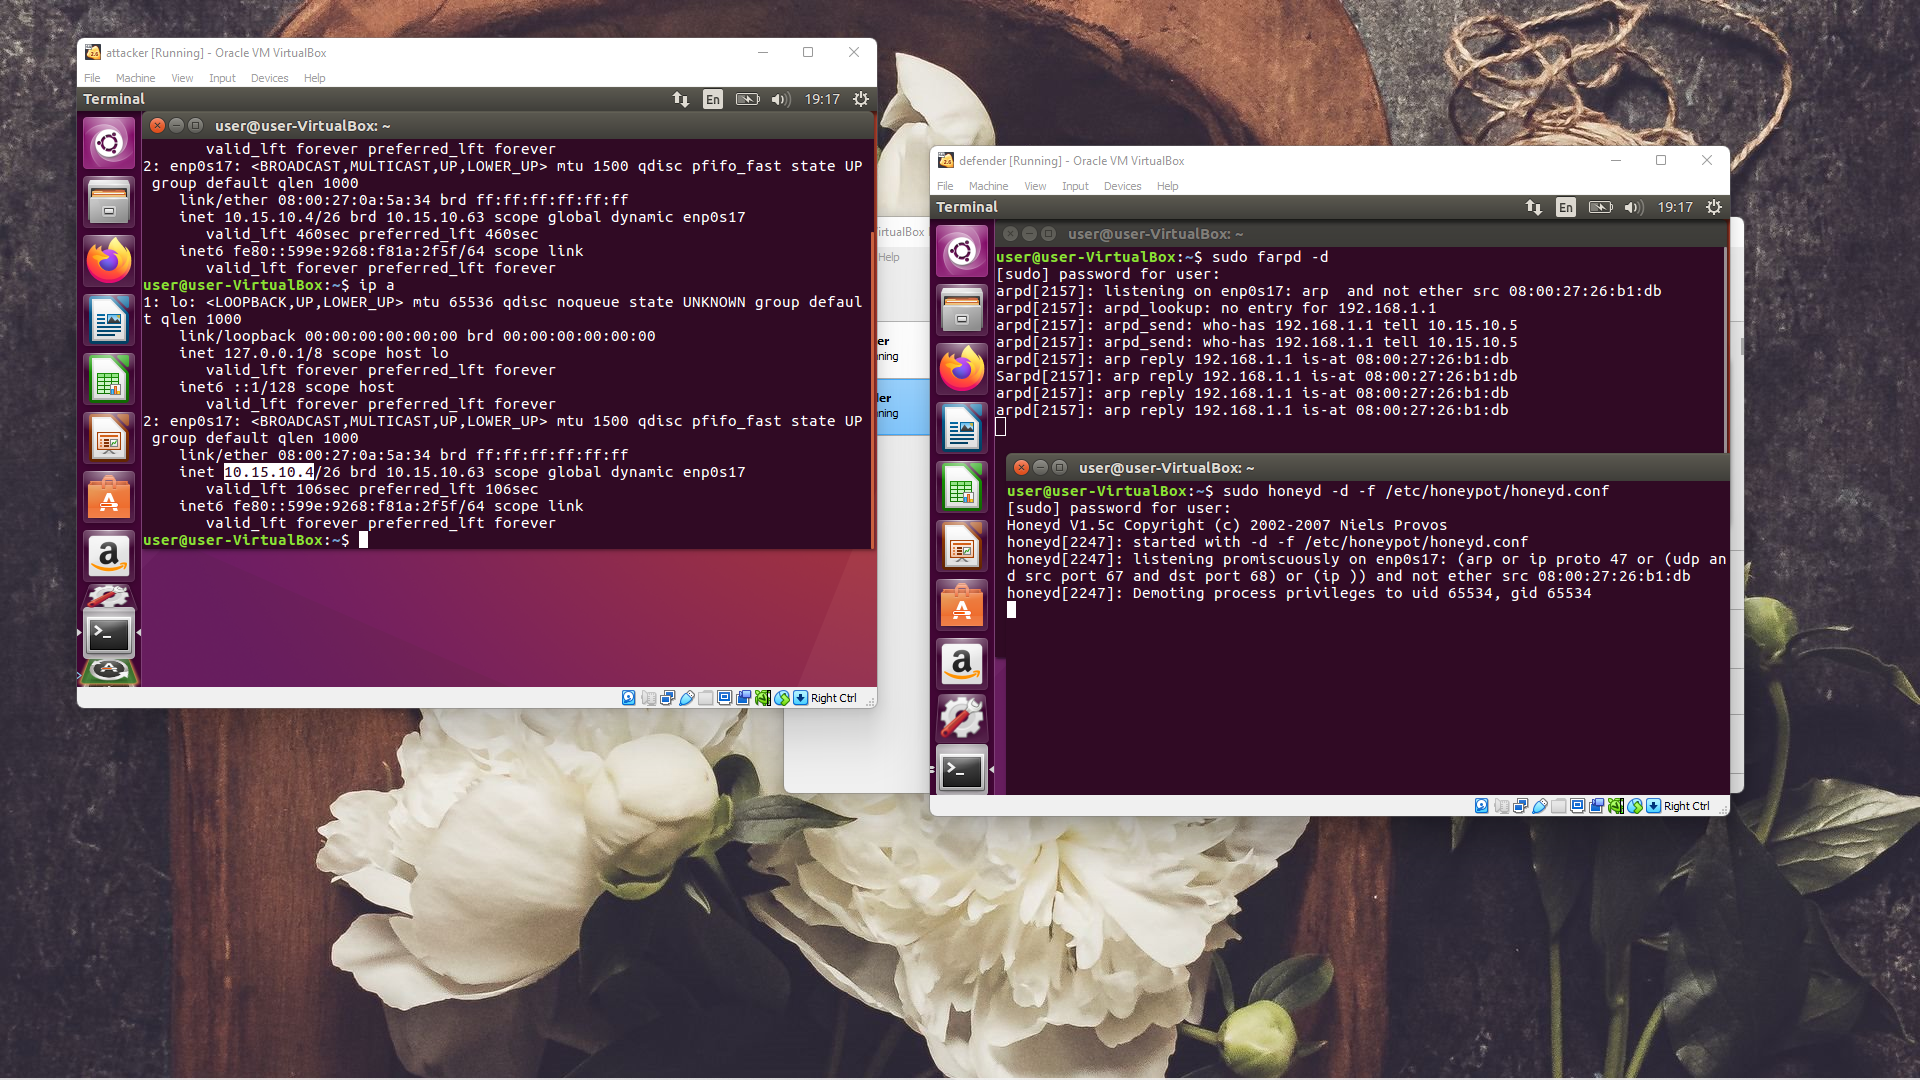 attacker [Running] - Oracle VM VirtualBox
File Machine View Input Devices Help
Terminal
En
19:17
user@user-VirtualBox: ~
valid_lft forever preferred_lft forever
2: enp0s17: <BROADCAST,MULTICAST,UP,LOWER_UP> mtu 1500 qdisc pfifo_fast state UP
group default qlen 1000
link/ether 08:00:27:0a:5a:34 brd ff:ff:ff:ff:ff:ff
inet 10.15.10.4/26 brd 10.15.10.63 scope global dynamic enp0s17
valid_lft 460sec preferred_lft 460sec
inet6 fe80::599e:9268:f81a:2f5f/64 scope link
valid_lft forever preferred_lft forever
user@user-VirtualBox:~$ ip a
1: lo: <LOOPBACK,UP,LOWER_UP> mtu 65536 qdisc noqueue state UNKNOWN group defaul
t qlen 1000
link/loopback 00:00:00:00:00:00 brd 00:00:00:00:00:00
inet 127.0.0.1/8 scope host lo
valid_lft forever preferred_lft forever
inet6 ::1/128 scope host
valid_lft forever preferred_lft forever
2: enp0s17: <BROADCAST,MULTICAST,UP,LOWER_UP> mtu 1500 qdisc pfifo_fast state UP
group default qlen 1000
link/ether 08:00:27:0a:5a:34 brd ff:ff:ff:ff:ff:ff
inet 10.15.10.4/26 brd 10.15.10.63 scope global dynamic enp0s17
valid_lft 106sec preferred_lft 106sec
inet6 fe80::599e:9268:f81a:2f5f/64 scope link
valid_lft forever preferred_lft forever
user@user-VirtualBox:~$
Right Ctrl
irtualBox
Help
er
nning
ler
nning
defender [Running] - Oracle VM VirtualBox
File Machine View Input Devices Help
Terminal
En
19:17
user@user-VirtualBox: ~
user@user-VirtualBox:~$ sudo farpd -d
[sudo] password for user:
arpd[2157]: listening on enp0s17: arp  and not ether src 08:00:27:26:b1:db
arpd[2157]: arpd_lookup: no entry for 192.168.1.1
arpd[2157]: arpd_send: who-has 192.168.1.1 tell 10.15.10.5
arpd[2157]: arpd_send: who-has 192.168.1.1 tell 10.15.10.5
arpd[2157]: arp reply 192.168.1.1 is-at 08:00:27:26:b1:db
Sarpd[2157]: arp reply 192.168.1.1 is-at 08:00:27:26:b1:db
arpd[2157]: arp reply 192.168.1.1 is-at 08:00:27:26:b1:db
arpd[2157]: arp reply 192.168.1.1 is-at 08:00:27:26:b1:db
user@user-VirtualBox: ~
user@user-VirtualBox:~$ sudo honeyd -d -f /etc/honeypot/honeyd.conf
[sudo] password for user:
Honeyd V1.5c Copyright (c) 2002-2007 Niels Provos
honeyd[2247]: started with -d -f /etc/honeypot/honeyd.conf
honeyd[2247]: listening promiscuously on enp0s17: (arp or ip proto 47 or (udp an
d src port 67 and dst port 68) or (ip )) and not ether src 08:00:27:26:b1:db
honeyd[2247]: Demoting process privileges to uid 65534, gid 65534
Right Ctrl